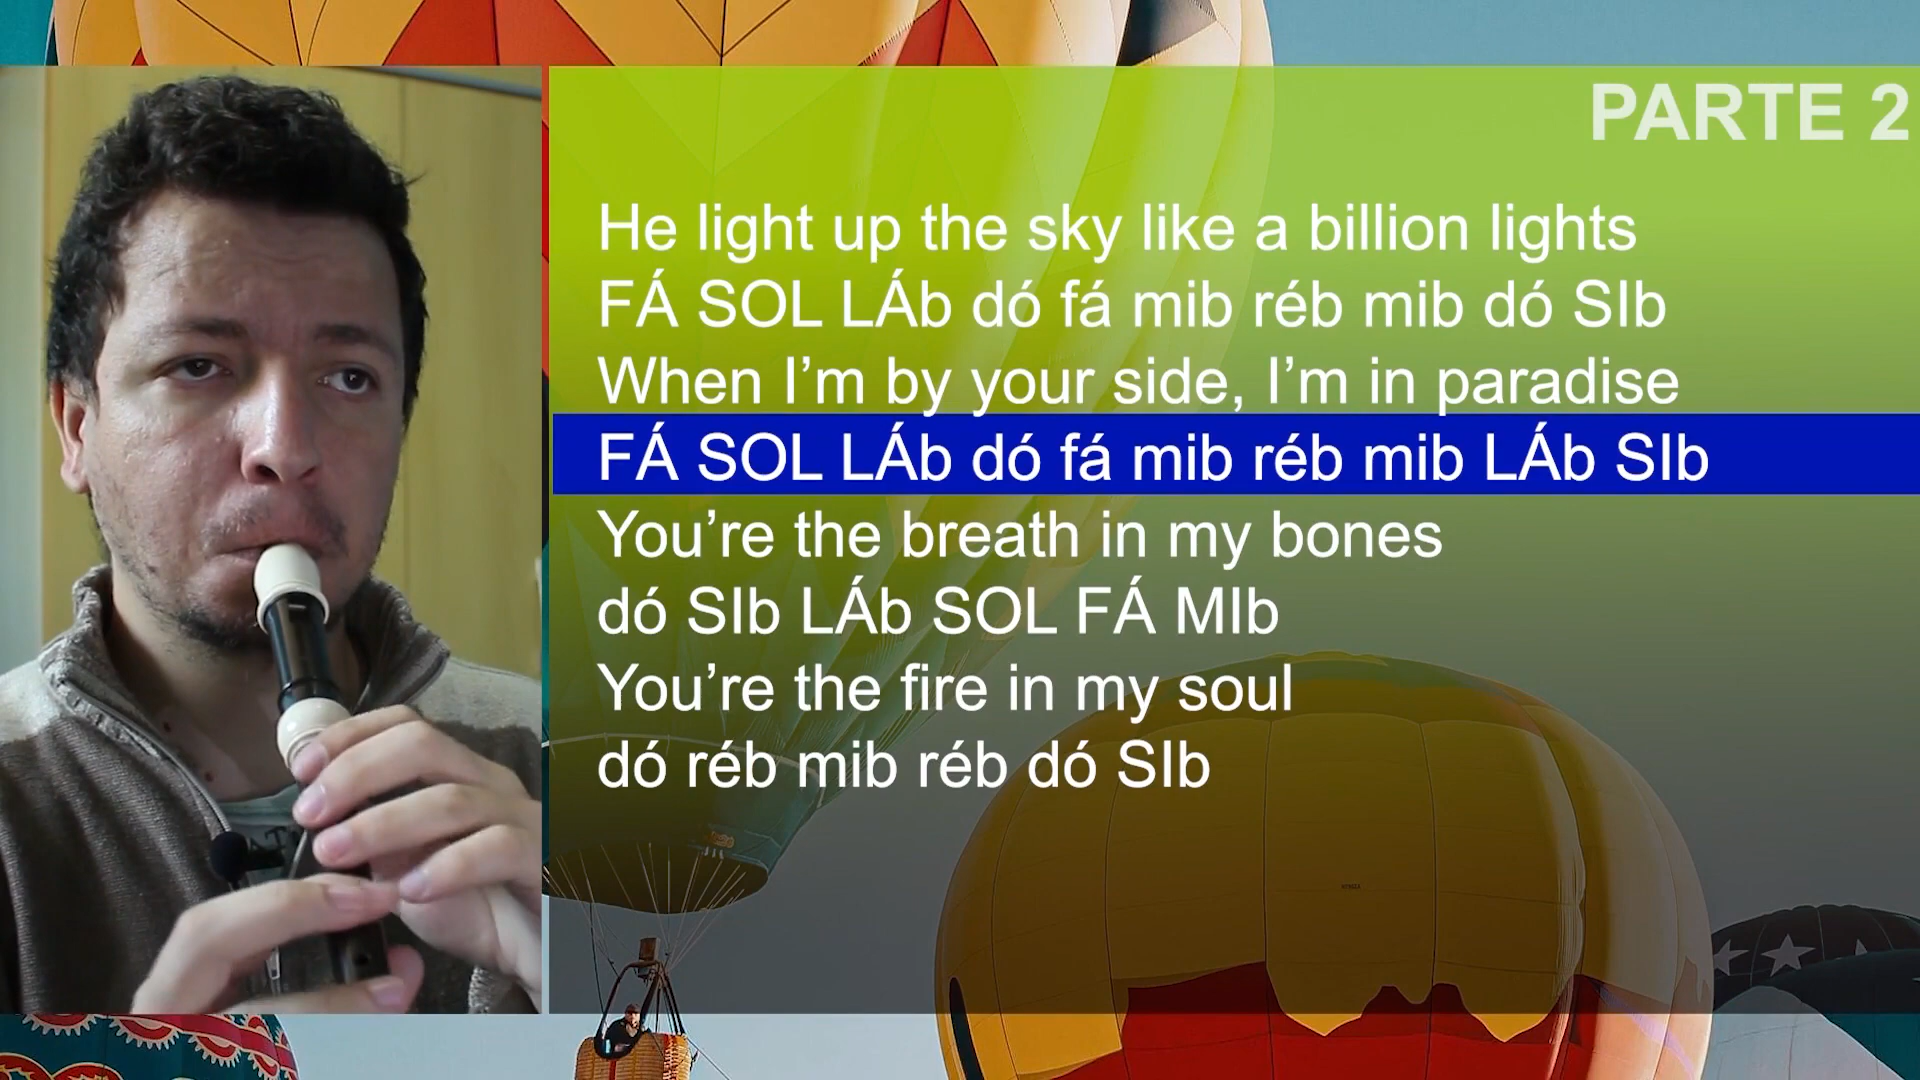 PARTE 2
He light up the sky like a billion lights
FÁ SOL LÁb dó fá mib réb mib dó SIb
When I’m by your side, I’m in paradise
FÁ SOL LÁb dó fá mib réb mib LÁb SIb
You’re the breath in my bones
dó SIb LÁb SOL FÁ MIb
You’re the fire in my soul
dó réb mib réb dó SIb